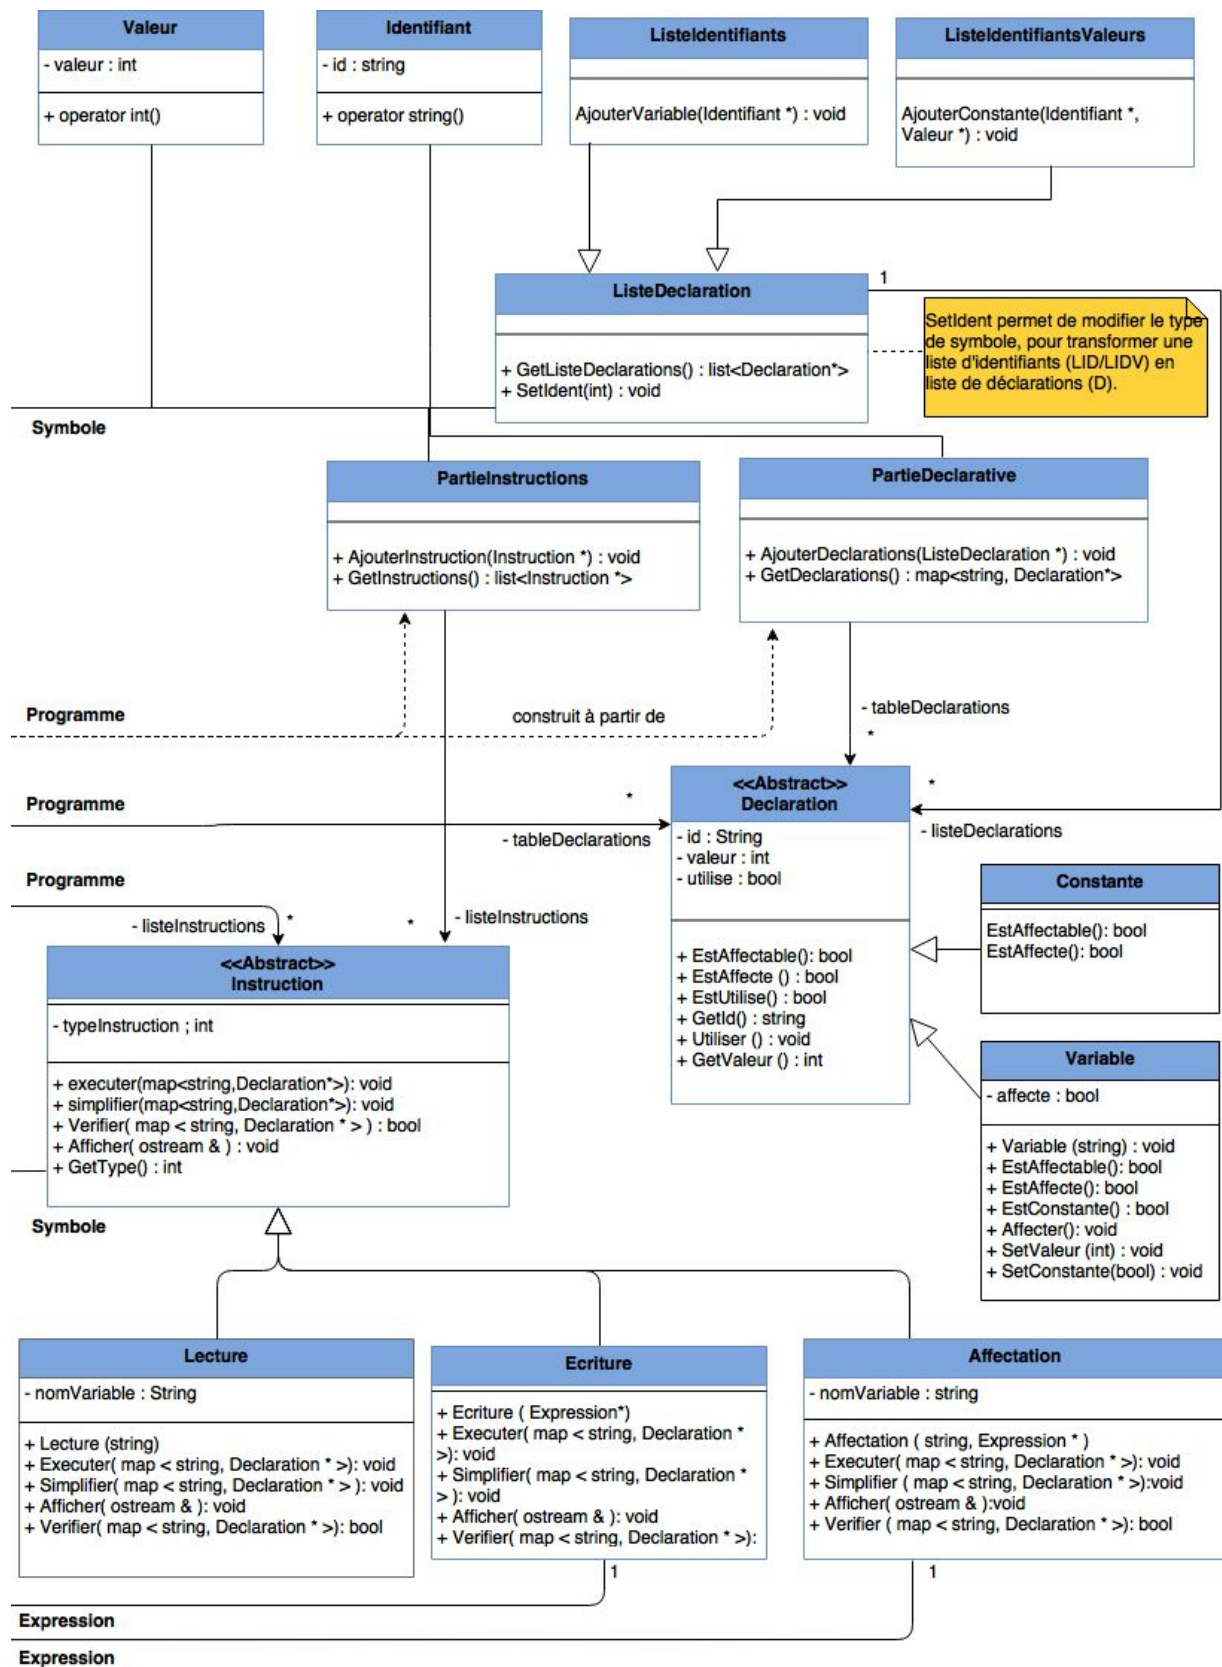 Valeur
- valeur : int
+ operator int()
Identifiant
- id : string
+ operator string()
ListeIdentifiants
AjouterVariable(Identifiant *) : void
ListeIdentifiantsValeurs
AjouterConstante(Identifiant *,
Valeur *) : void
ListeDeclaration
+ GetListeDeclarations() : list<Declaration*>
+ SetIdent(int) : void
1
SetIdent permet de modifier le type
de symbole, pour transformer une
liste d'identifiants (LID/LIDV) en
liste de déclarations (D).
Symbole
PartieInstructions
+ AjouterInstruction(Instruction *) : void
+ GetInstructions() : list<Instruction *>
PartieDeclarative
+ AjouterDeclarations(ListeDeclaration *) : void
+ GetDeclarations() : map<string, Declaration*>
Programme
construit à partir de
- tableDeclarations
*
Programme
*
- tableDeclarations
<<Abstract>>
Declaration
- id : String
- valeur : int
- utilise : bool
+ EstAffectable(): bool
+ EstAffecte () : bool
+ EstUtilise() : bool
+ GetId() : string
+ Utiliser () : void
+ GetValeur () : int
*
- listeDeclarations
Programme
- listeInstructions
*
*
- listeInstructions
Constante
EstAffectable(): bool
EstAffecte(): bool
<<Abstract>>
Instruction
- typeInstruction ; int
+ executer(map<string,Declaration*>): void
+ simplifier(map<string,Declaration*>): void
+ Verifier( map < string, Declaration * > ) : bool
+ Afficher( ostream & ) : void
+ GetType() : int
Variable
- affecte : bool
+ Variable (string) : void
+ EstAffectable(): bool
+ EstAffecte(): bool
+ EstConstante() : bool
+ Affecter(): void
+ SetValeur (int) : void
+ SetConstante(bool) : void
Symbole
Lecture
- nomVariable : String
+ Lecture (string)
+ Executer( map < string, Declaration * >): void
+ Simplifier( map < string, Declaration * > ): void
+ Afficher( ostream & ): void
+ Verifier( map < string, Declaration * >): bool
Ecriture
+ Ecriture ( Expression*)
+ Executer( map < string, Declaration *
>): void
+ Simplifier( map < string, Declaration *
> ): void
+ Afficher( ostream & ): void
+ Verifier( map < string, Declaration * >):
Affectation
- nomVariable : string
+ Affectation ( string, Expression * )
+ Executer( map < string, Declaration * >): void
+ Simplifier ( map < string, Declaration * >):void
+ Afficher( ostream & ):void
+ Verifier ( map < string, Declaration * >): bool
1
1
Expression
Expression